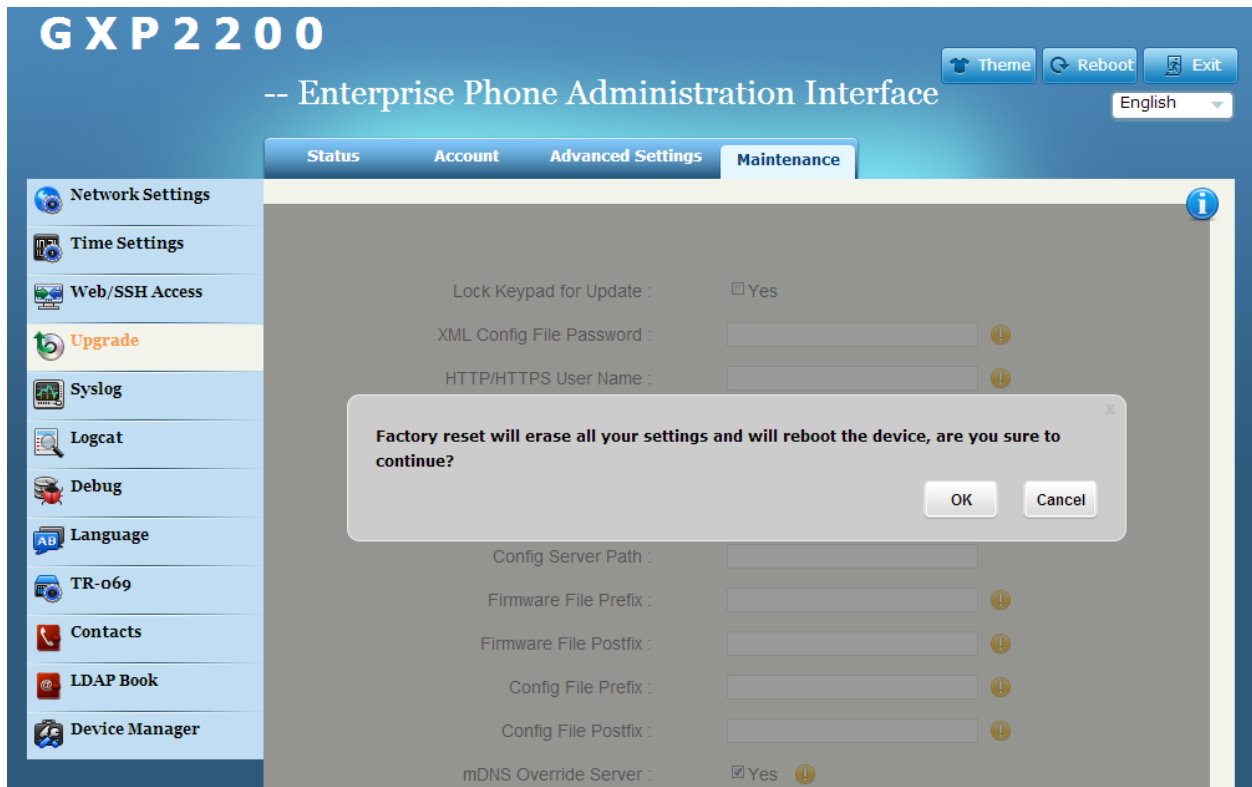 GXP2200
-- Enterprise Phone Administration Interface
Theme
Reboot
Exit
English
Status
Account
Advanced Settings
Maintenance
Network Settings
Time Settings
Web/SSH Access
Upgrade
Syslog
Logcat
Debug
Language
TR-069
Contacts
LDAP Book
Device Manager
Lock Keypad for Update :
Yes
XML Config File Password :
HTTP/HTTPS User Name :
x
Factory reset will erase all your settings and will reboot the device, are you sure to
continue?
OK
Cancel
Config Server Path :
Firmware File Prefix :
Firmware File Postfix :
Config File Prefix :
Config File Postfix :
mDNS Override Server :
Yes